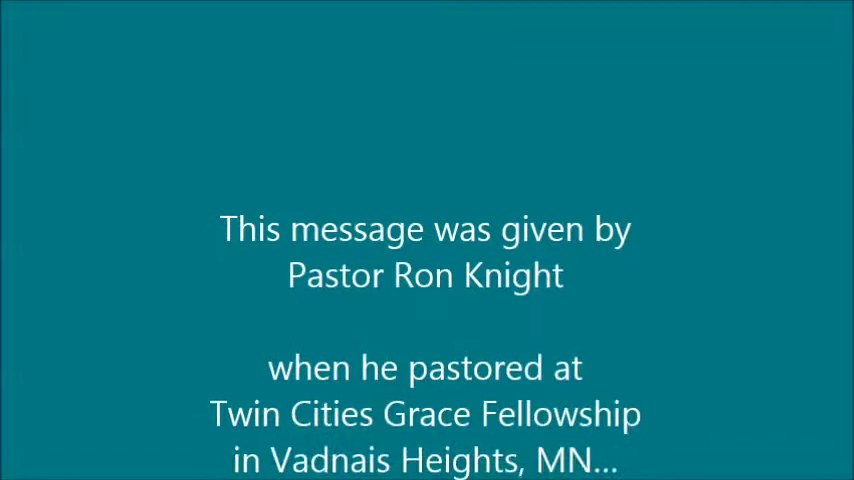 This message was given by
Pastor Ron Knight
when he pastored at
Twin Cities Grace Fellowship
in Vadnais Heights, MN...